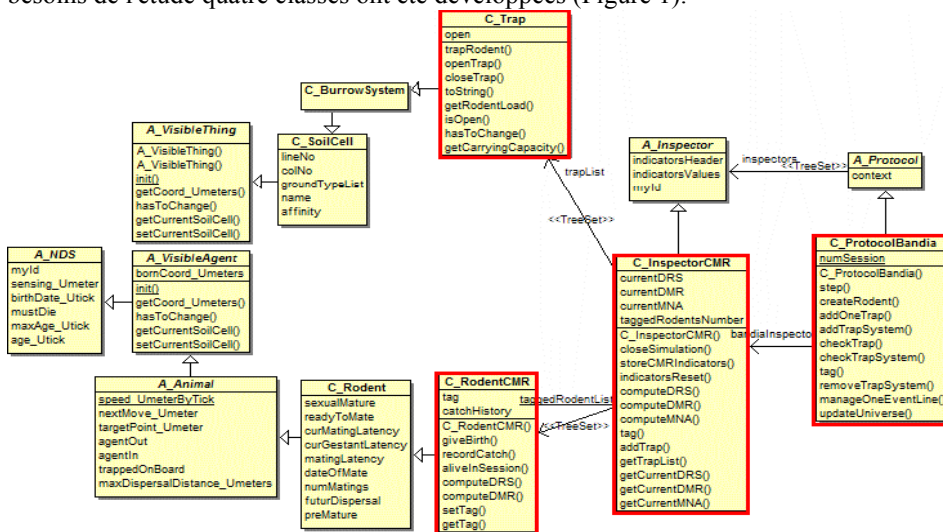 besoins de l'étude quatre classes ont été développées (Figure 1).
C_Trap
open
trapRodent()
openTrap()
closeTrap()
toString()
getRodentLoad()
isOpen()
hasToChange()
getCarryingCapacity()
C_BurrowSystem
A_VisibleThing
A_VisibleThing()
A_VisibleThing()
init()
getCoord_Umeters()
hasToChange()
getCurrentSoilCell()
setCurrentSoilCell()
C_SoilCell
lineNo
colNo
groundTypeList
name
affinity
A_Inspector
indicatorsHeader
indicatorsValues
myId
inspectors
<<TreeSet>>
A_Protocol
context
trapList
<<TreeSet>>
A_NDS
myId
sensing_Umeter
birthDate_Utick
mustDie
maxAge_Utick
age_Utick
A_VisibleAgent
bornCoord_Umeters
init()
getCoord_Umeters()
hasToChange()
getCurrentSoilCell()
setCurrentSoilCell()
C_InspectorCMR
currentDRS
currentDMR
currentMNA
taggedRodentsNumber
C_InspectorCMR()
closeSimulation()
storeCMRIndicators()
indicatorsReset()
computeDRS()
computeDMR()
computeMNA()
tag()
addTrap()
getTrapList()
getCurrentDRS()
getCurrentDMR()
getCurrentMNA()
bandiaInspector
C_ProtocolBandia
numSession
C_ProtocolBandia()
step()
createRodent()
addOneTrap()
addTrapSystem()
checkTrap()
checkTrapSystem()
tag()
removeTrapSystem()
manageOneEventLine()
updateUniverse()
A_Animal
speed_UmeterByTick
nextMove_Umeter
targetPoint_Umeter
agentOut
agentIn
trappedOnBoard
maxDispersalDistance_Umeters
C_Rodent
sexualMature
readyToMate
curMatingLatency
curGestantLatency
matingLatency
dateOfMate
numMatings
futurDispersal
preMature
C_RodentCMR
tag
catchHistory
C_RodentCMR()
giveBirth()
recordCatch()
aliveInSession()
computeDRS()
computeDMR()
setTag()
getTag()
taggedRodentList
<<TreeSet>>